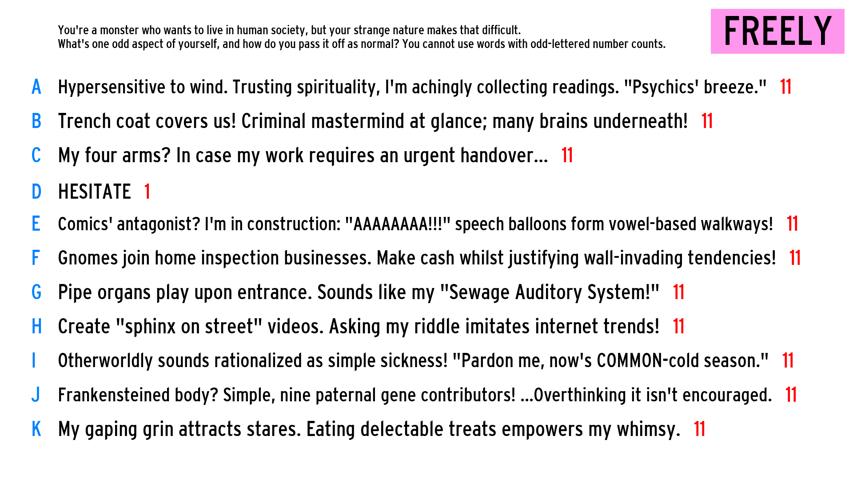 You're a monster who wants to live in human society, but your strange nature makes that difficult.
What's one odd aspect of yourself, and how do you pass it off as normal? You cannot use words with odd-lettered number counts.
FREELY
A Hypersensitive to wind. Trusting spirituality, I'm achingly collecting readings. "Psychics' breeze." 11
B Trench coat covers us! Criminal mastermind at glance; many brains underneath! 11
C My four arms? In case my work requires an urgent handover... 11
D HESITATE 1
E Comics' antagonist? I'm in construction: "AAAAAAAA!!!" speech balloons form vowel-based walkways! 11
F Gnomes join home inspection businesses. Make cash whilst justifying wall-invading tendencies! 11
G Pipe organs play upon entrance. Sounds like my "Sewage Auditory System!" 11
H Create "sphinx on street" videos. Asking my riddle imitates internet trends! 11
I Otherworldly sounds rationalized as simple sickness! "Pardon me, now's COMMON-cold season." 11
J Frankensteined body? Simple, nine paternal gene contributors! ...Overthinking it isn't encouraged. 11
K My gaping grin attracts stares. Eating delectable treats empowers my whimsy. 11